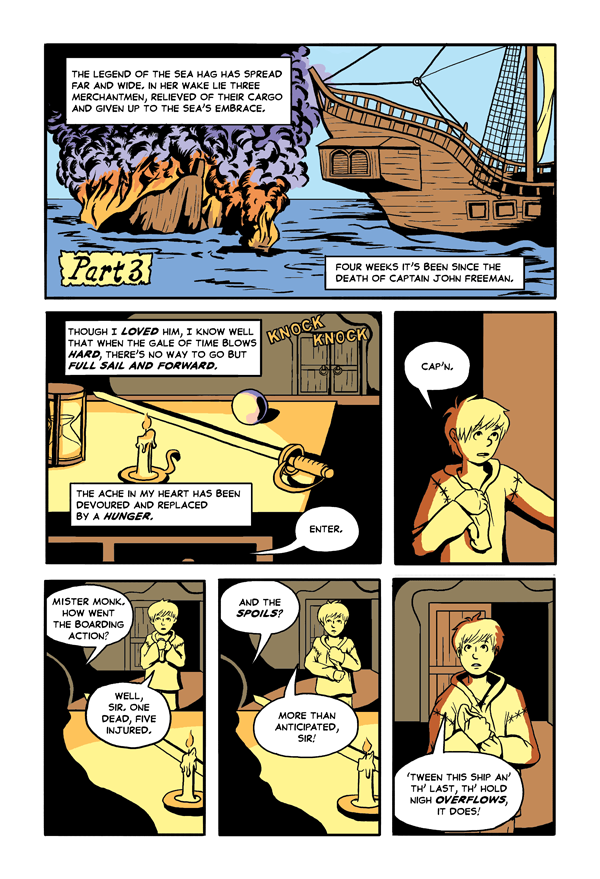 THE LEGEND OF THE SEA HAG HAS SPREAD
FAR AND WIDE. IN HER WAKE LIE THREE
MERCHANTMEN, RELIEVED OF THEIR CARGO
AND GIVEN UP TO THE SEA'S EMBRACE.
Part 3
FOUR WEEKS IT'S BEEN SINCE THE
DEATH OF CAPTAIN JOHN FREEMAN.
THOUGH I LOVED HIM, I KNOW WELL
THAT WHEN THE GALE OF TIME BLOWS
HARD, THERE'S NO WAY TO GO BUT
FULL SAIL AND FORWARD.
KNOCK
KNOCK
THE ACHE IN MY HEART HAS BEEN
DEVOURED AND REPLACED
BY A HUNGER.
ENTER.
CAP'N.
MISTER MONK.
HOW WENT
THE BOARDING
ACTION?
WELL,
SIR. ONE
DEAD, FIVE
INJURED.
AND THE
SPOILS?
MORE THAN
ANTICIPATED,
SIR!
'TWEEN THIS SHIP AN'
TH' LAST, TH' HOLD
NIGH OVERFLOWS,
IT DOES!